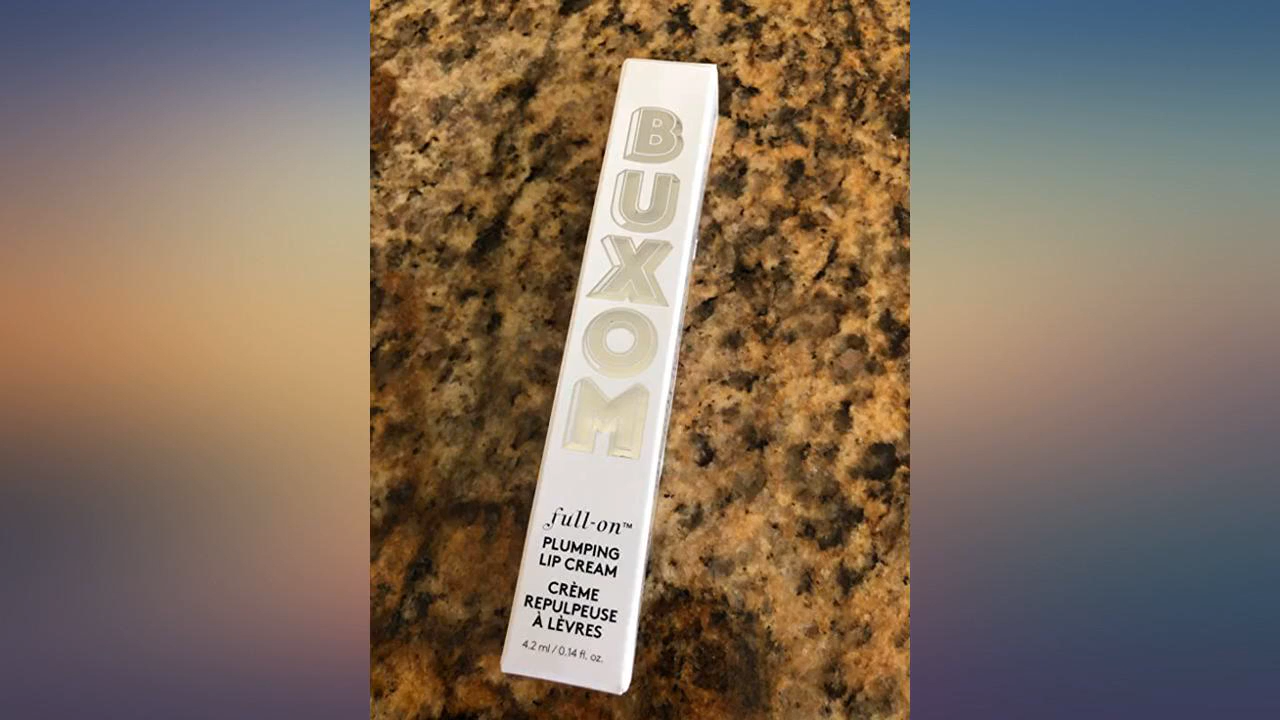 BUXOM
full-on™
PLUMPING
LIP CREAM
CRÈME
REPULPEUSE
À LÈVRES
4.2 ml / 0.14 fl. oz.